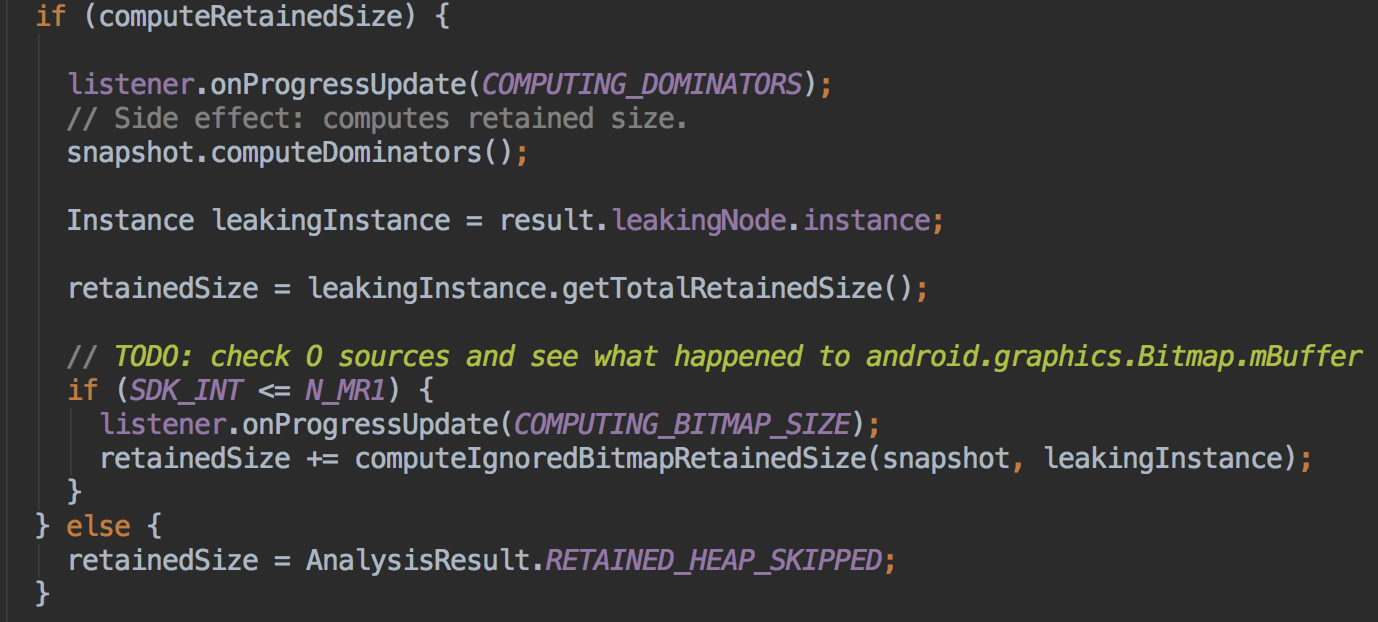 if (computeRetainedSize) {
listener.onProgressUpdate(COMPUTING_DOMINATORS);
// Side effect: computes retained size.
snapshot.computeDominators();
Instance leakingInstance = result.leakingNode.instance;
retainedSize = leakingInstance.getTotalRetainedSize();
// TODO: check O sources and see what happened to android.graphics.Bitmap.mBuffer
if (SDK_INT <= N_MR1) {
listener.onProgressUpdate(COMPUTING_BITMAP_SIZE);
retainedSize += computeIgnoredBitmapRetainedSize(snapshot, leakingInstance);
}
} else {
retainedSize = AnalysisResult.RETAINED_HEAP_SKIPPED;
}